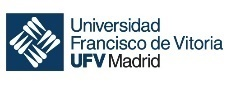 Universidad
Francisco de Vitoria
UFV Madrid